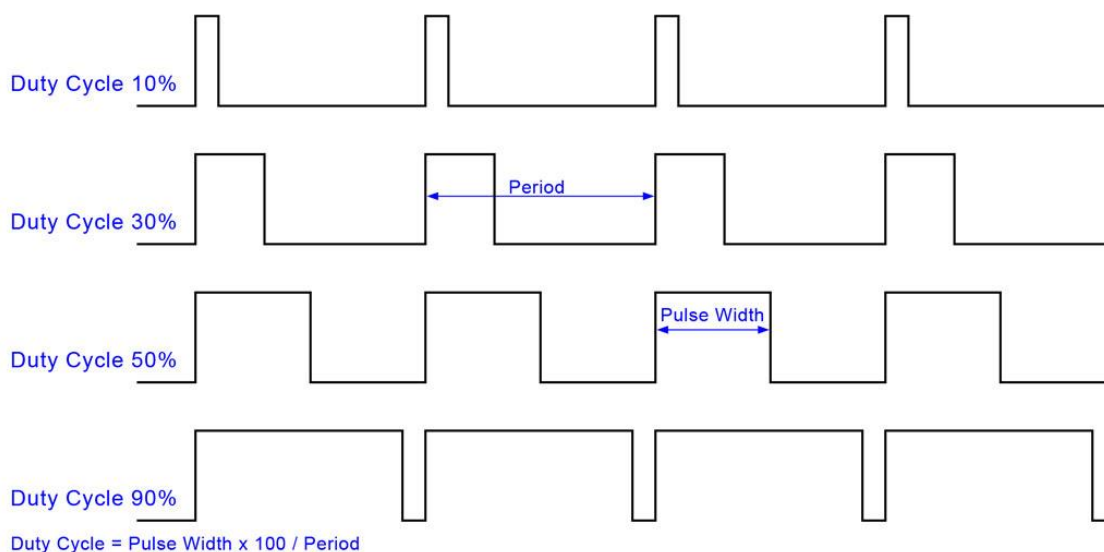 Duty Cycle 10%
Period
Duty Cycle 30%
Pulse Width
Duty Cycle 50%
Duty Cycle 90%
Duty Cycle = Pulse Width x 100 / Period